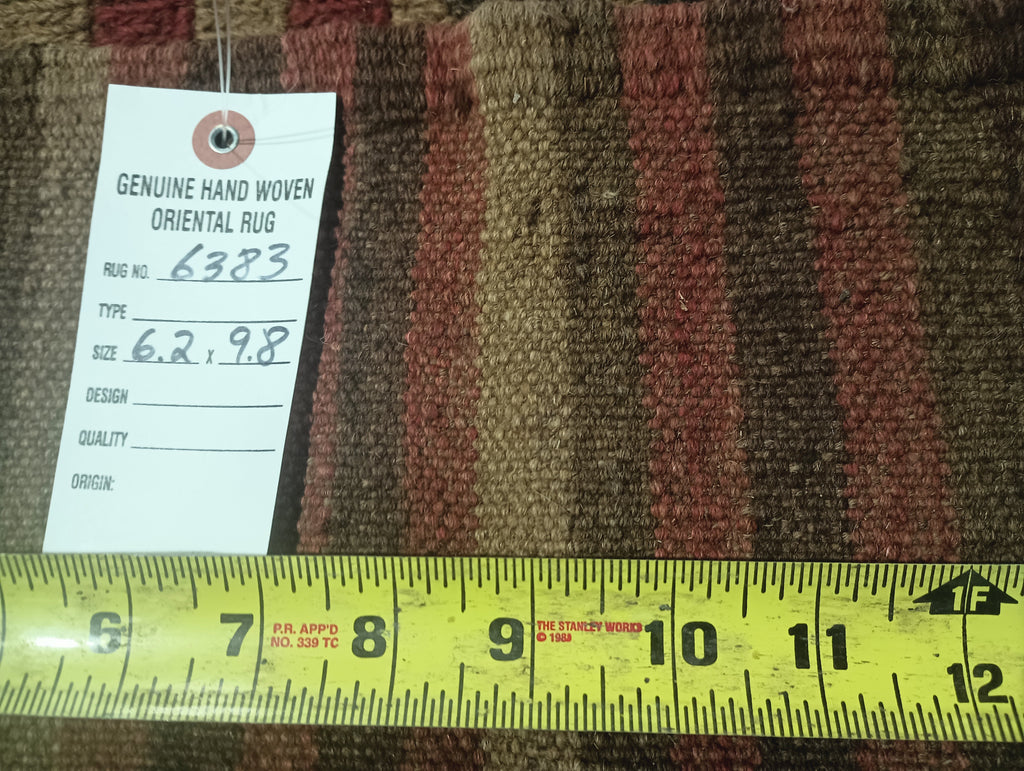 GENUINE HAND WOVEN
ORIENTAL RUG
RUG NO. 6383
TYPE
SIZE 6.2 x 9.8
DESIGN
QUALITY
ORIGIN:
6 7 8 9 10 11 12
1F
P.R. APP'D
NO. 339 TC
THE STANLEY WORKS